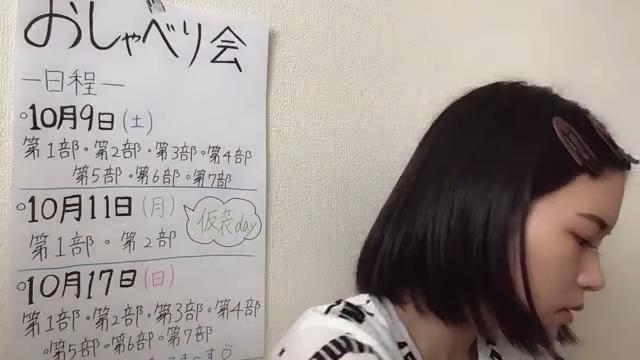 おしゃべり会
ー日程ー
○10月9日(土)
第1部・第2部・第3部・第4部
第5部・第6部・第7部
○10月11日(月)
仮装day
第1部・第2部
○10月17日(日)
第1部・第2部・第3部・第4部
・第5部・第6部・第7部